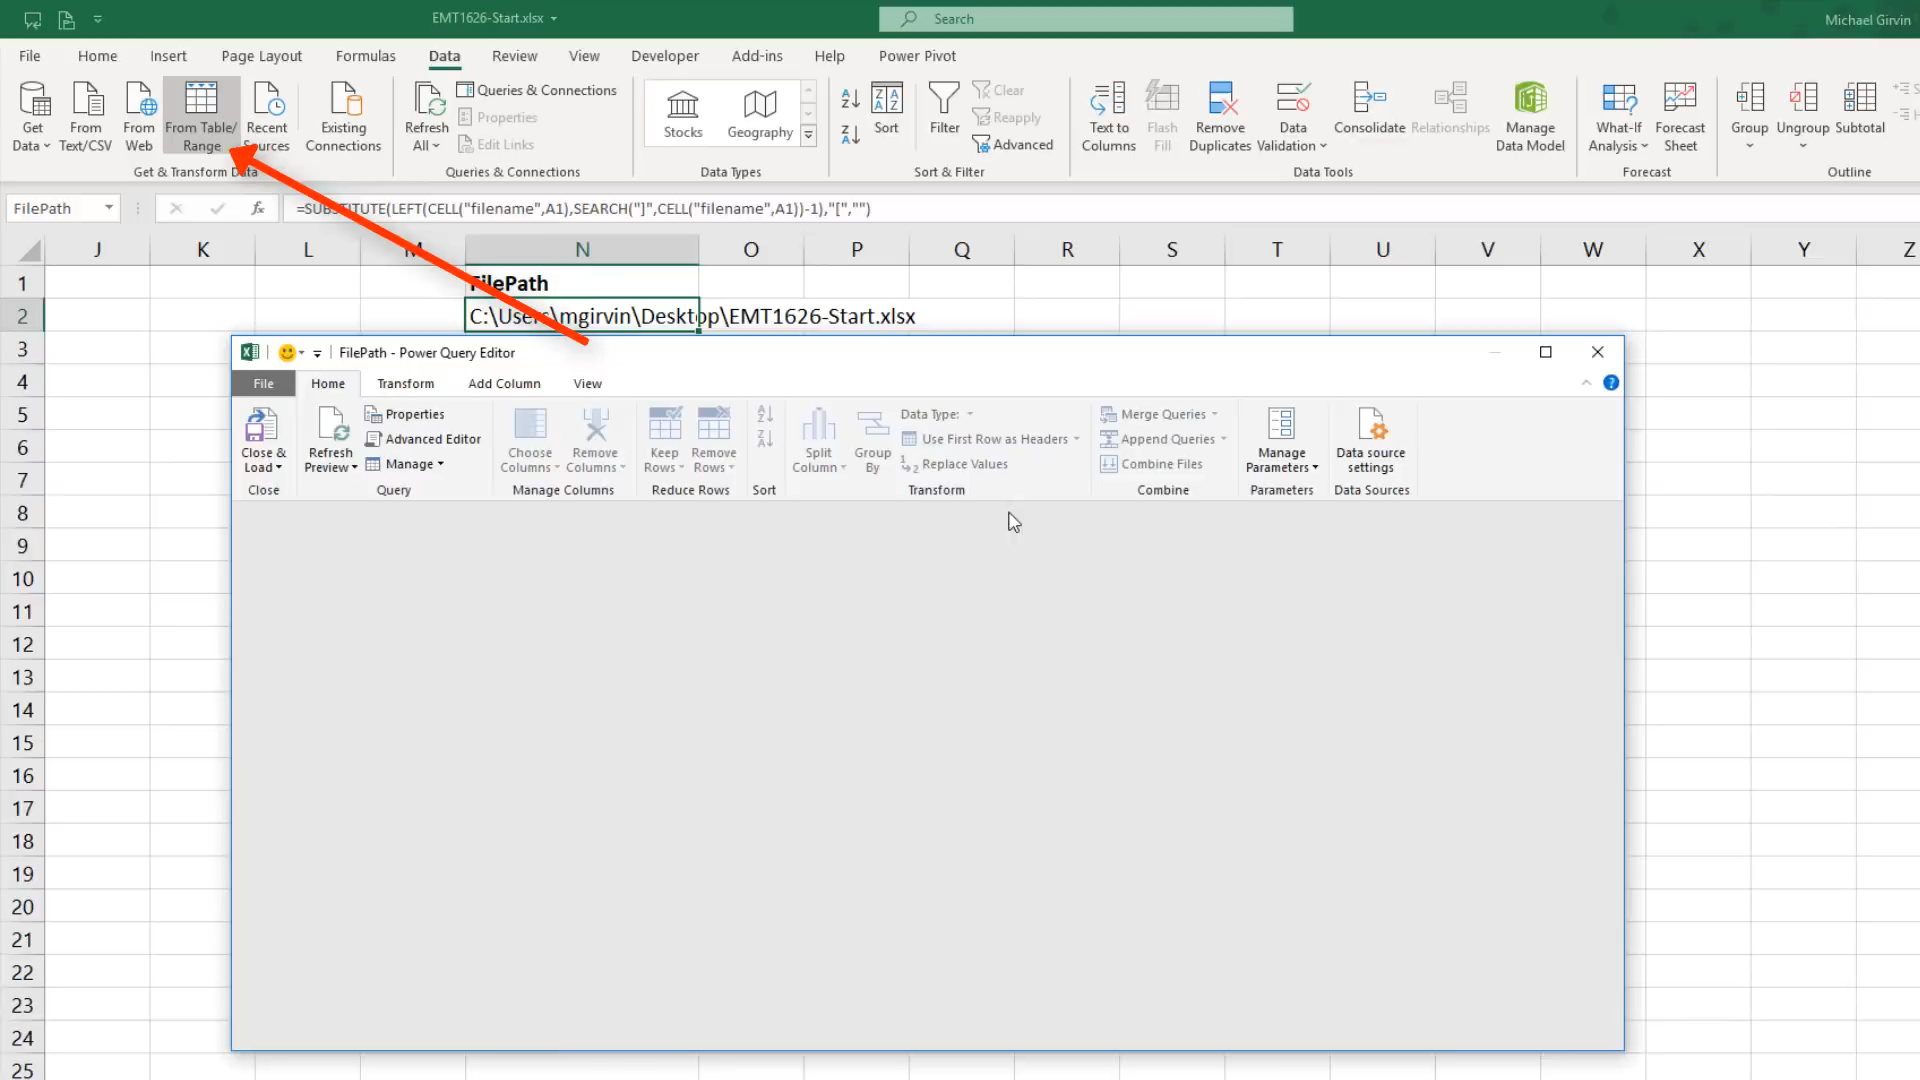 EMT1626-Start.xlsx
Search
Michael Girvin
File Home Insert Page Layout Formulas Data Review View Developer Add-ins Help Power Pivot
Get Data
From Text/CSV
From Web
From Table/ Range
Recent Sources
Existing Connections
Get & Transform Data
Refresh All
Queries & Connections
Properties
Edit Links
Queries & Connections
Stocks
Geography
Data Types
Sort
Filter
Clear
Reapply
Advanced
Sort & Filter
Text to Columns
Flash Fill
Remove Duplicates
Data Validation
Consolidate
Relationships
Manage Data Model
Data Tools
What-If Analysis
Forecast Sheet
Forecast
Group
Ungroup
Subtotal
Outline
FilePath
fx
=SUBSTITUTE(LEFT(CELL("filename",A1),SEARCH("]",CELL("filename",A1))-1),"[","")
J K L M N O P Q R S T U V W X Y Z
1 FilePath
2 C:\Users\mgirvin\Desktop\EMT1626-Start.xlsx
3
4
5
6
7
8
9
10
11
12
13
14
15
16
17
18
19
20
21
22
23
24
25
FilePath - Power Query Editor
File Home Transform Add Column View
Close & Load
Close
Refresh Preview
Properties
Advanced Editor
Manage
Query
Choose Columns
Remove Columns
Manage Columns
Keep Rows
Remove Rows
Reduce Rows
Sort
Split Column
Group By
Data Type:
Use First Row as Headers
Replace Values
Transform
Merge Queries
Append Queries
Combine Files
Combine
Manage Parameters
Parameters
Data source settings
Data Sources